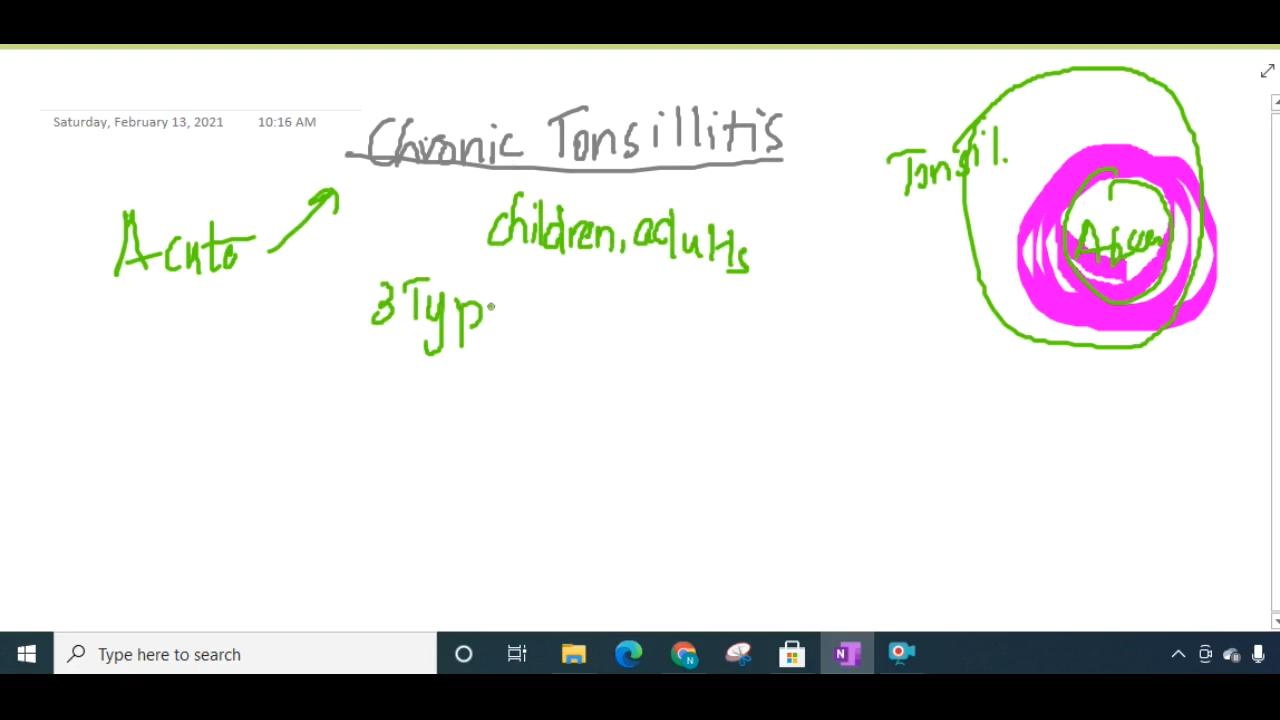 Saturday, February 13, 2021 10:16 AM
Chronic Tonsillitis
Tonsil.
Acute
children, adults
3 Typ
Type here to search